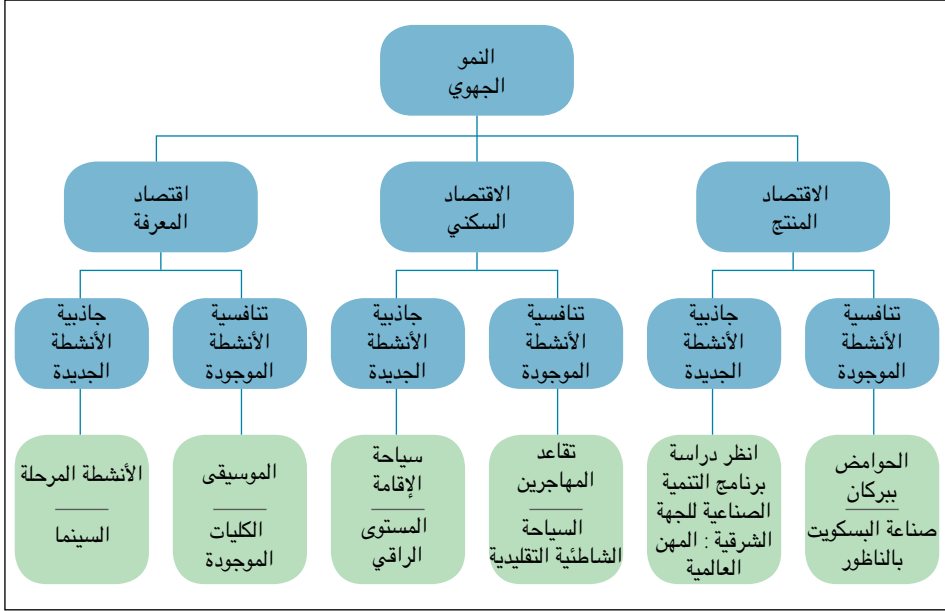 النمو
الجهوي
الاقتصاد
المنتج
الاقتصاد
السكني
اقتصاد
المعرفة
تنافسية
الأنشطة
الموجودة
جاذبية
الأنشطة
الجديدة
تنافسية
الأنشطة
الموجودة
جاذبية
الأنشطة
الجديدة
تنافسية
الأنشطة
الموجودة
جاذبية
الأنشطة
الجديدة
الحوامض
ببركان
صناعة البسكويت
بالناظور
انظر دراسة
برنامج التنمية
الصناعية للجهة
الشرقية : المهن
العالمية
تقاعد
المهاجرين
السياحة
الشاطئية التقليدية
سياحة
الإقامة
المستوى
الراقي
الموسيقى
الكليات
الموجودة
الأنشطة المرحلة
السينما